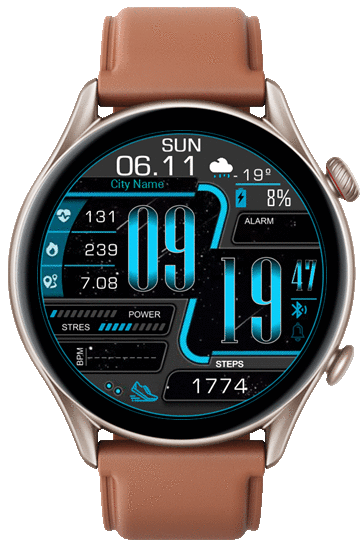 SUN
06.11 -19º
City Name
8%
131
ALARM
09
239
7.08
19 47
POWER
STRES
BPM
STEPS
1774